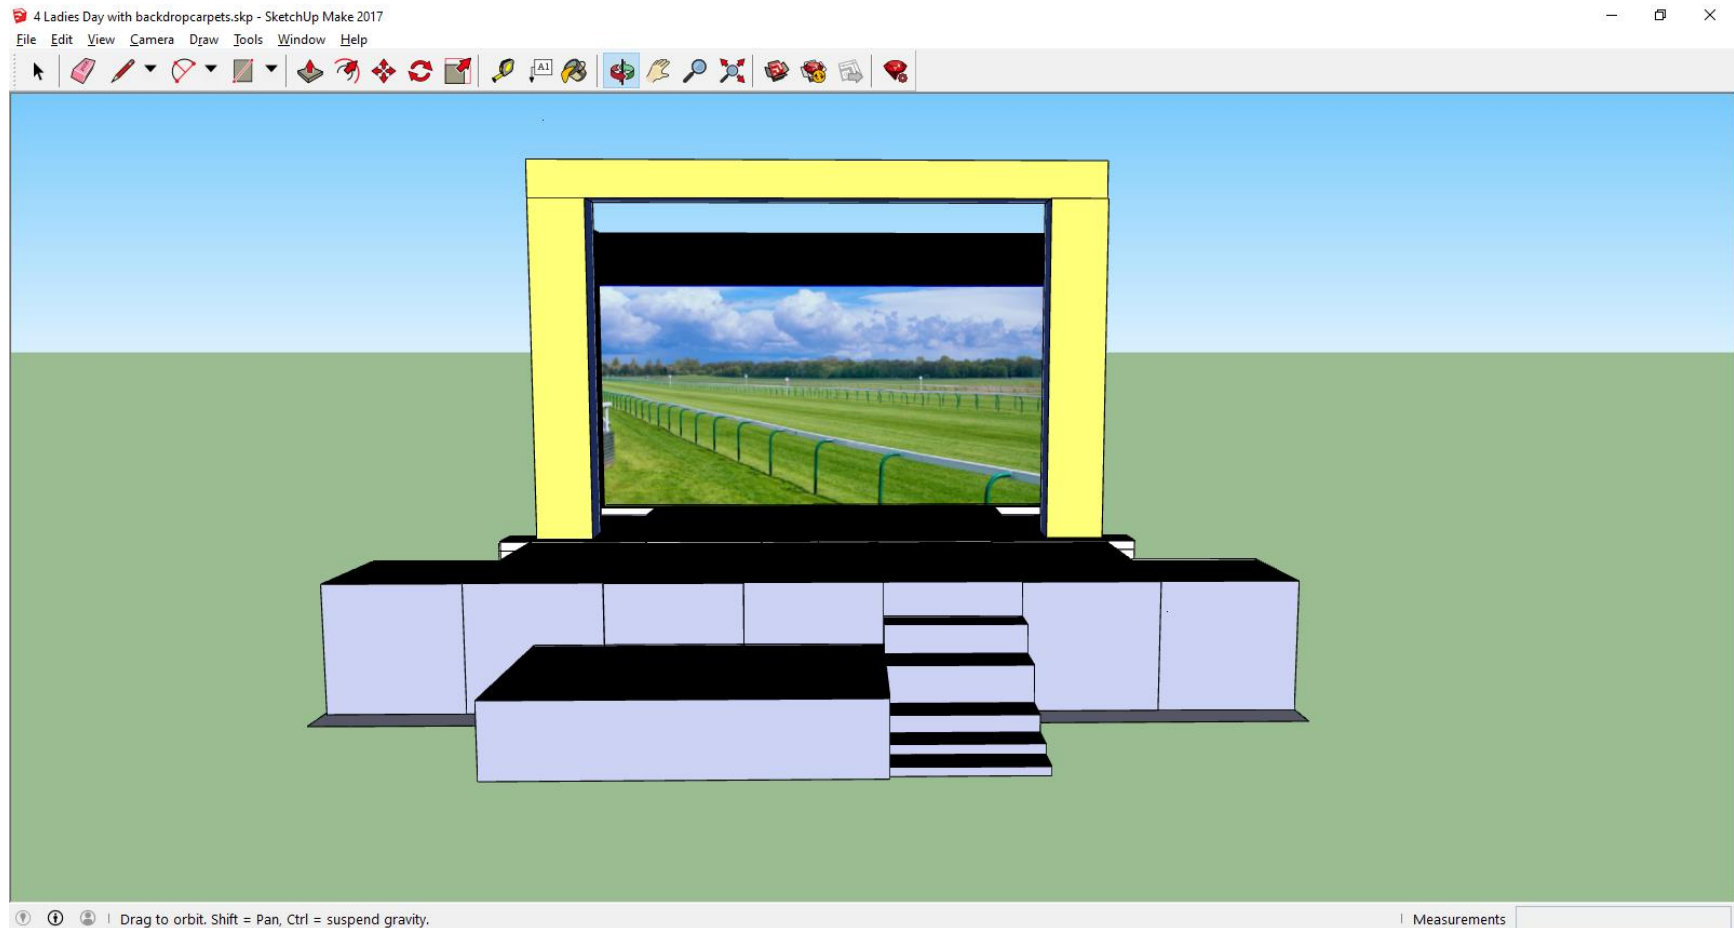 4 Ladies Day with backdropcarpets.skp - SketchUp Make 2017
File Edit View Camera Draw Tools Window Help
A1
Drag to orbit. Shift = Pan, Ctrl = suspend gravity.
Measurements